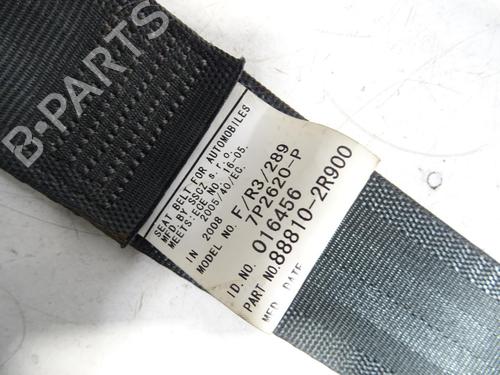 B-PARTS
SEAT BELT FOR AUTOMOBILES
MFD.BY SSCZ s.r.o.
MEETS:ECE NO. 16-05.
2005/40/EC.
IN 2008
MODEL NO. F/R3/289
7P2620-P
ID.NO. 016456
PART NO.88810-2R900
MFD. DATE